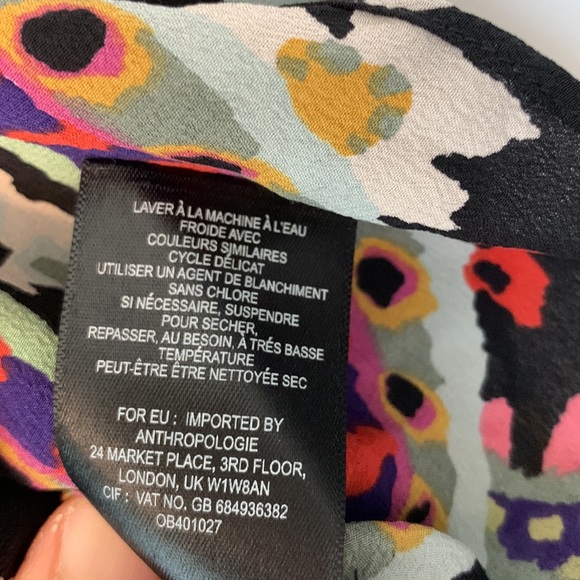 LAVER À LA MACHINE À L'EAU
FROIDE AVEC
COULEURS SIMILAIRES
CYCLE DÉLICAT
UTILISER UN AGENT DE BLANCHIMENT
SANS CHLORE
SI NÉCESSAIRE, SUSPENDRE
POUR SECHER,
REPASSER, AU BESOIN, À TRÉS BASSE
TEMPÉRATURE
PEUT-ÊTRE ÊTRE NETTOYÉE SEC
FOR EU : IMPORTED BY
ANTHROPOLOGIE
24 MARKET PLACE, 3RD FLOOR,
LONDON, UK W1W8AN
CIF : VAT NO. GB 684936382
OB401027